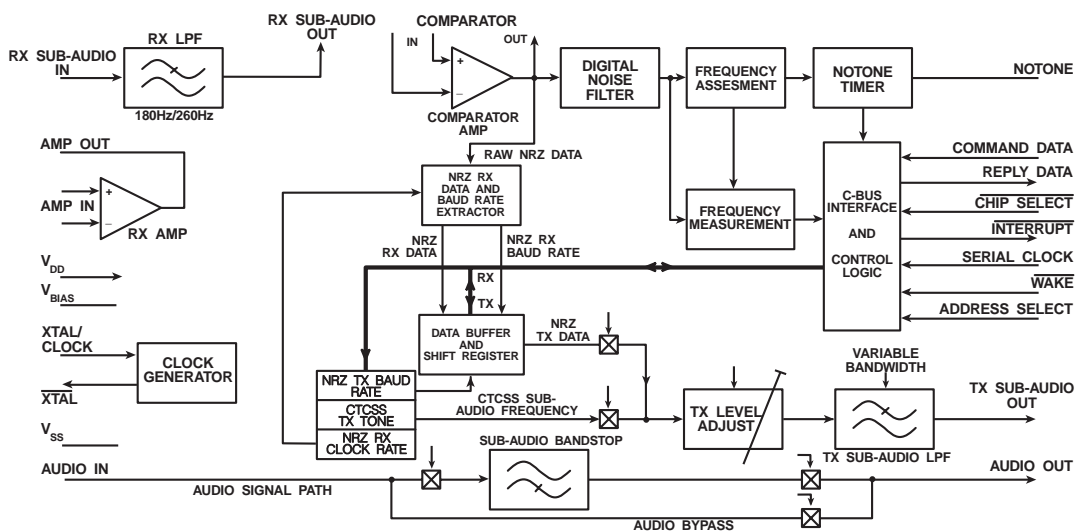 RX SUB-AUDIO
IN
RX LPF
180Hz/260Hz
RX SUB-AUDIO
OUT
COMPARATOR
IN
OUT
+
−
COMPARATOR
AMP
DIGITAL
NOISE
FILTER
FREQUENCY
ASSESMENT
NOTONE
TIMER
NOTONE
AMP OUT
AMP IN
+
−
RX AMP
RAW NRZ DATA
NRZ RX
DATA AND
BAUD RATE
EXTRACTOR
FREQUENCY
MEASUREMENT
C-BUS
INTERFACE
AND
CONTROL
LOGIC
COMMAND DATA
REPLY DATA
CHIP SELECT
INTERRUPT
SERIAL CLOCK
WAKE
ADDRESS SELECT
NRZ
RX DATA
NRZ RX
BAUD RATE
RX
TX
VDD
VBIAS
XTAL/
CLOCK
XTAL
CLOCK
GENERATOR
VSS
DATA BUFFER
AND
SHIFT REGISTER
NRZ
TX DATA
NRZ TX BAUD
RATE
CTCSS
TX TONE
NRZ RX
CLOCK RATE
CTCSS SUB-
AUDIO FREQUENCY
TX LEVEL
ADJUST
VARIABLE
BANDWIDTH
TX SUB-AUDIO LPF
TX SUB-AUDIO
OUT
SUB-AUDIO BANDSTOP
AUDIO IN
AUDIO SIGNAL PATH
AUDIO BYPASS
AUDIO OUT